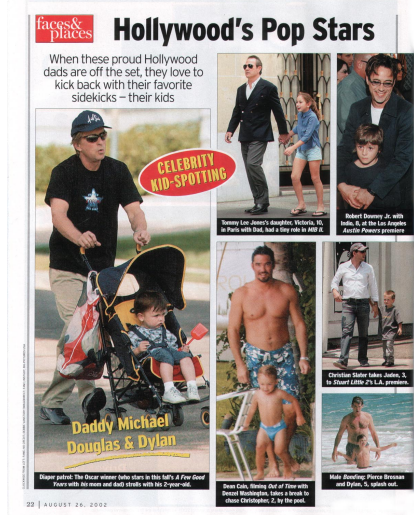 faces&
places
Hollywood's Pop Stars
When these proud Hollywood
dads are off the set, they love to
kick back with their favorite
sidekicks – their kids
CELEBRITY
KID-SPOTTING
Tommy Lee Jones's daughter, Victoria, 10,
in Paris with Dad, had a tiny role in MIB II.
Robert Downey Jr. with
Indio, 8, at the Los Angeles
Austin Powers premiere
Christian Slater takes Jaden, 3,
to Stuart Little 2's L.A. premiere.
Daddy Michael
Douglas & Dylan
Diaper patrol: The Oscar winner (who stars in this fall's A Few Good
Years with his mom and dad) strolls with his 2-year-old.
Dean Cain, filming Out of Time with
Denzel Washington, takes a break to
chase Christopher, 2, by the pool.
Male Bonding: Pierce Brosnan
and Dylan, 5, splash out.
22 | AUGUST 26, 2002